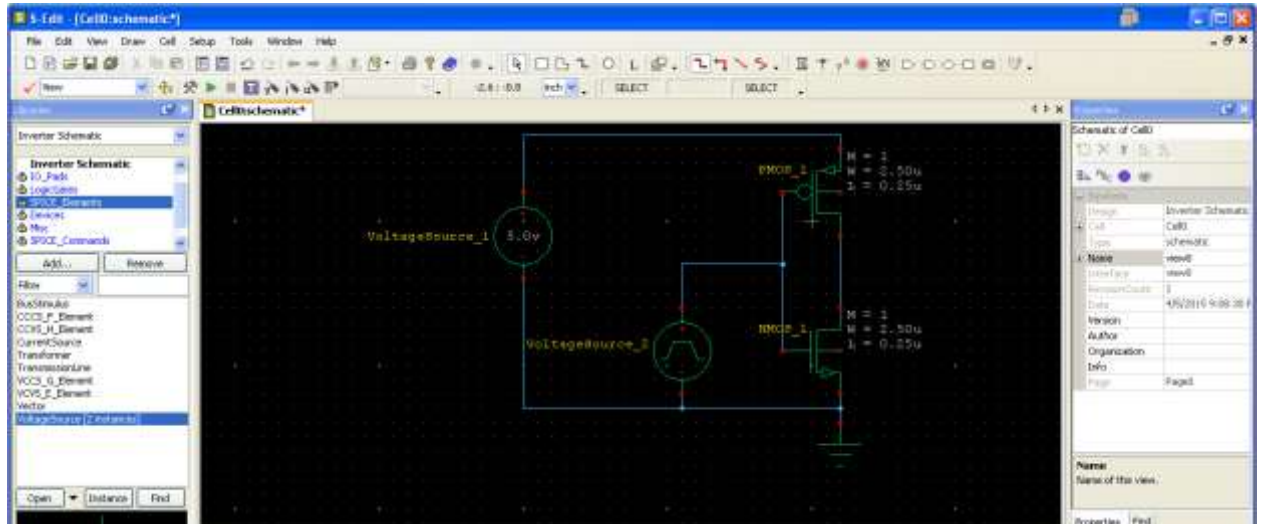 S-Edit - [Cell0:schematic*]
File Edit View Draw Cell Setup Tools Window Help
New
inch
SELECT
SELECT
Cell0:schematic*
Inverter Schematic
Inverter Schematic
IO_Pads
LogicGates
SPICE_Elements
Devices
Misc
SPICE_Commands
Add... Remove
Filter
BusStimulus
CCCS_F_Element
CCVS_H_Element
CurrentSource
Transformer
TransmissionLine
VCCS_G_Element
VCVS_E_Element
Vector
VoltageSource (2 instances)
Open Instance Find
VoltageSource_1 5.0v
PMOS_1
M = 1
W = 2.50u
L = 0.25u
VoltageSource_2
NMOS_1
M = 1
W = 2.50u
L = 0.25u
Properties
Schematic of Cell0
Design Inverter Schematic
Cell Cell0
Type schematic
Name view0
Interface view0
Version
Author
Organization
Info
Page Page0
Name
Name of this view.
Properties Find